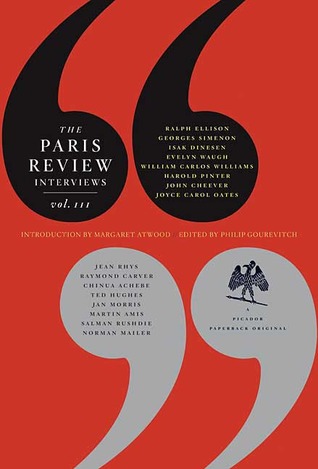 THE
PARIS
REVIEW
INTERVIEWS
vol. III
RALPH ELLISON
GEORGES SIMENON
ISAK DINESEN
EVELYN WAUGH
WILLIAM CARLOS WILLIAMS
HAROLD PINTER
JOHN CHEEVER
JOYCE CAROL OATES
INTRODUCTION BY MARGARET ATWOOD EDITED BY PHILIP GOUREVITCH
JEAN RHYS
RAYMOND CARVER
CHINUA ACHEBE
TED HUGHES
JAN MORRIS
MARTIN AMIS
SALMAN RUSHDIE
NORMAN MAILER
A
PICADOR
PAPERBACK ORIGINAL